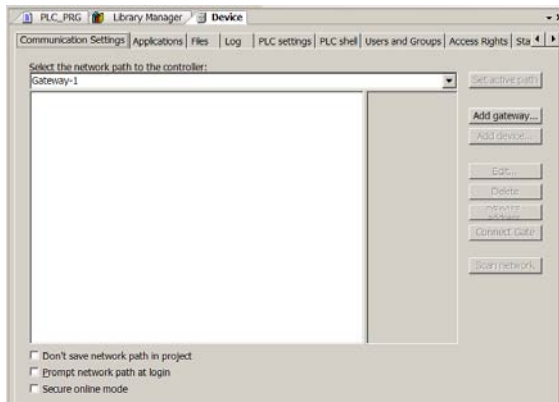 PLC_PRG Library Manager Device
Communication Settings Applications Files Log PLC settings PLC shell Users and Groups Access Rights Sta
Select the network path to the controller:
Gateway-1
Set active path
Add gateway...
Add device...
Edit...
Delete
address
Connect Gate
Scan network
Don't save network path in project
Prompt network path at login
Secure online mode